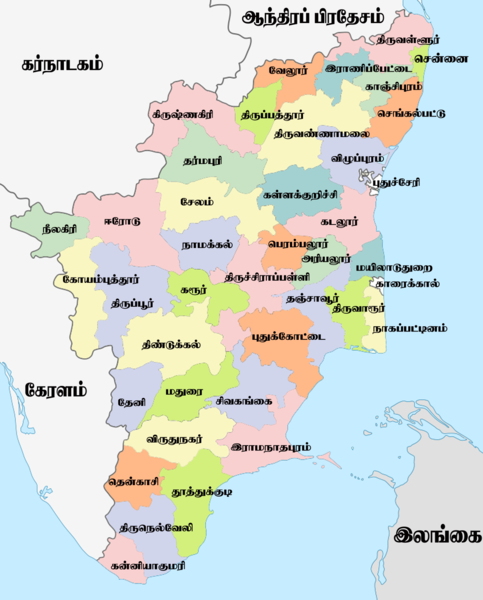 ஆந்திரப் பிரதேசம்
திருவள்ளூர்
சென்னை
கர்நாடகம்
வேலூர்
இராணிப்பேட்டை
காஞ்சிபுரம்
கிருஷ்ணகிரி
திருப்பத்தூர்
செங்கல்பட்டு
திருவண்ணாமலை
தர்மபுரி
விழுப்புரம்
புதுச்சேரி
சேலம்
கள்ளக்குறிச்சி
ஈரோடு
கடலூர்
நீலகிரி
நாமக்கல்
பெரம்பலூர்
அரியலூர்
மயிலாடுதுறை
கோயம்புத்தூர்
திருச்சிராப்பள்ளி
காரைக்கால்
கரூர்
திருப்பூர்
தஞ்சாவூர்
திருவாரூர்
நாகப்பட்டினம்
திண்டுக்கல்
புதுக்கோட்டை
கேரளம்
மதுரை
தேனி
சிவகங்கை
விருதுநகர்
இராமநாதபுரம்
தென்காசி
தூத்துக்குடி
திருநெல்வேலி
இலங்கை
கன்னியாகுமரி